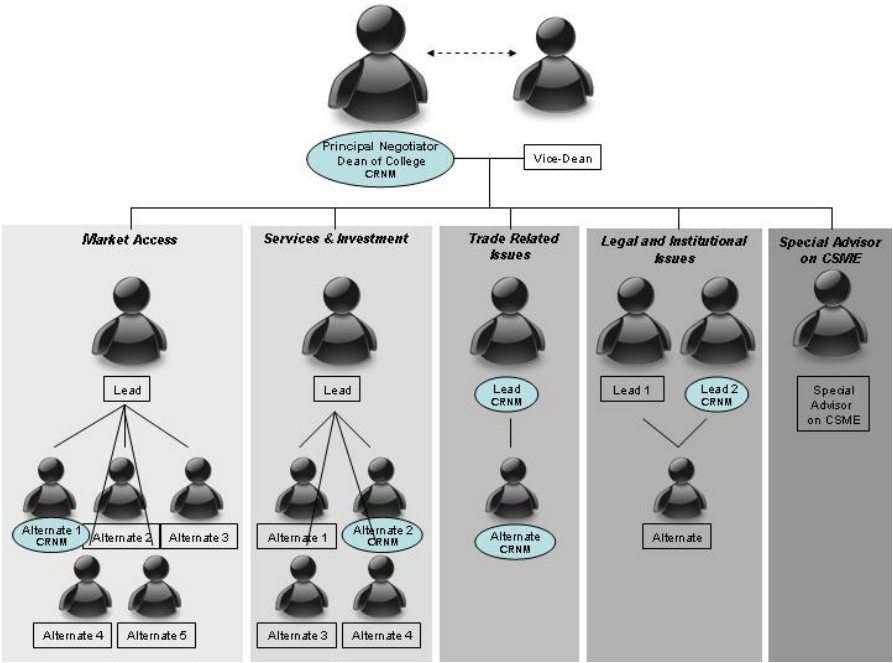 Principal Negotiator
Dean of College
CRNM
Vice-Dean
Market Access
Services & Investment
Trade Related
Issues
Legal and Institutional
Issues
Special Advisor
on CSME
Lead
Lead
Lead
CRNM
Lead 1
Lead 2
CRNM
Special
Advisor
on CSME
Alternate 1
CRNM
Alternate 2
Alternate 3
Alternate 1
Alternate 2
CRNM
Alternate
CRNM
Alternate
Alternate 4
Alternate 5
Alternate 3
Alternate 4